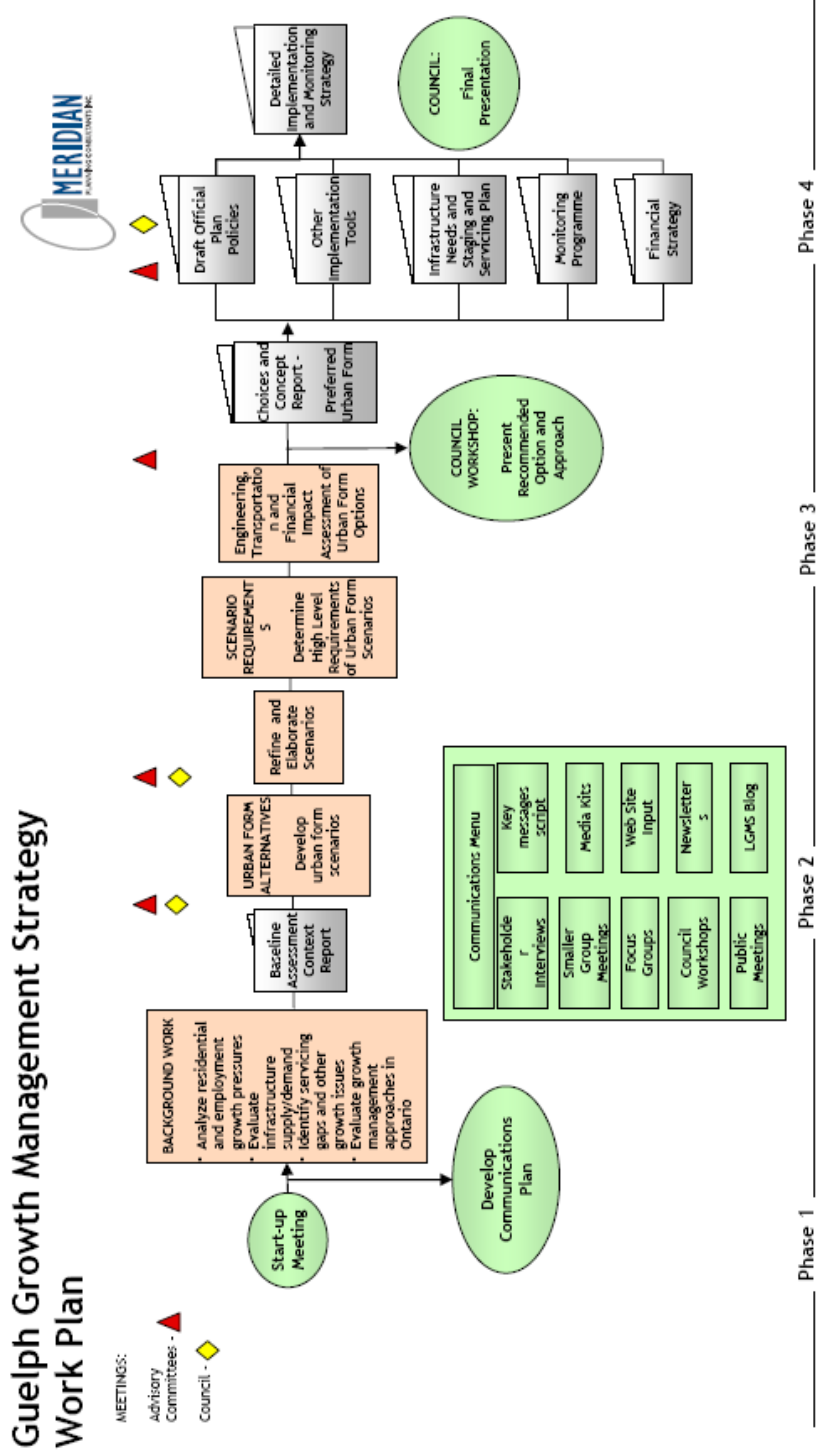 Guelph Growth Management Strategy
Work Plan
MERIDIAN
PLANNING CONSULTANTS INC.
MEETINGS:
Advisory
Committees -
Council -
Start-up
Meeting
Develop
Communications
Plan
BACKGROUND WORK
• Analyze residential
and employment
growth pressures
• Evaluate
infrastructure
supply/demand
• Identify servicing
gaps and other
growth issues
• Evaluate growth
management
approaches in
Ontario
Baseline
Assessment
Context
Report
URBAN FORM
ALTERNATIVES
Develop
urban form
scenarios
Refine and
Elaborate
Scenarios
SCENARIO
REQUIREMENT
S
Determine
High Level
Requirements
of Urban Form
Scenarios
Engineering,
Transportatio
n and
Financial
Impact
Assessment of
Urban Form
Options
COUNCIL
WORKSHOP:
Present
Recommended
Option and
Approach
Choices and
Concept
Report -
Preferred
Urban Form
Draft Official
Plan
Policies
Other
Implementation
Tools
Infrastructure
Needs and
Staging and
Servicing Plan
Monitoring
Programme
Financial
Strategy
Detailed
Implementation
and Monitoring
Strategy
COUNCIL:
Final
Presentation
Communications Menu
Stakeholde
r
Interviews
Key
messages
script
Smaller
Group
Meetings
Media Kits
Focus
Groups
Web Site
Input
Council
Workshops
Newsletter
s
Public
Meetings
LGMS Blog
Phase 1
Phase 2
Phase 3
Phase 4